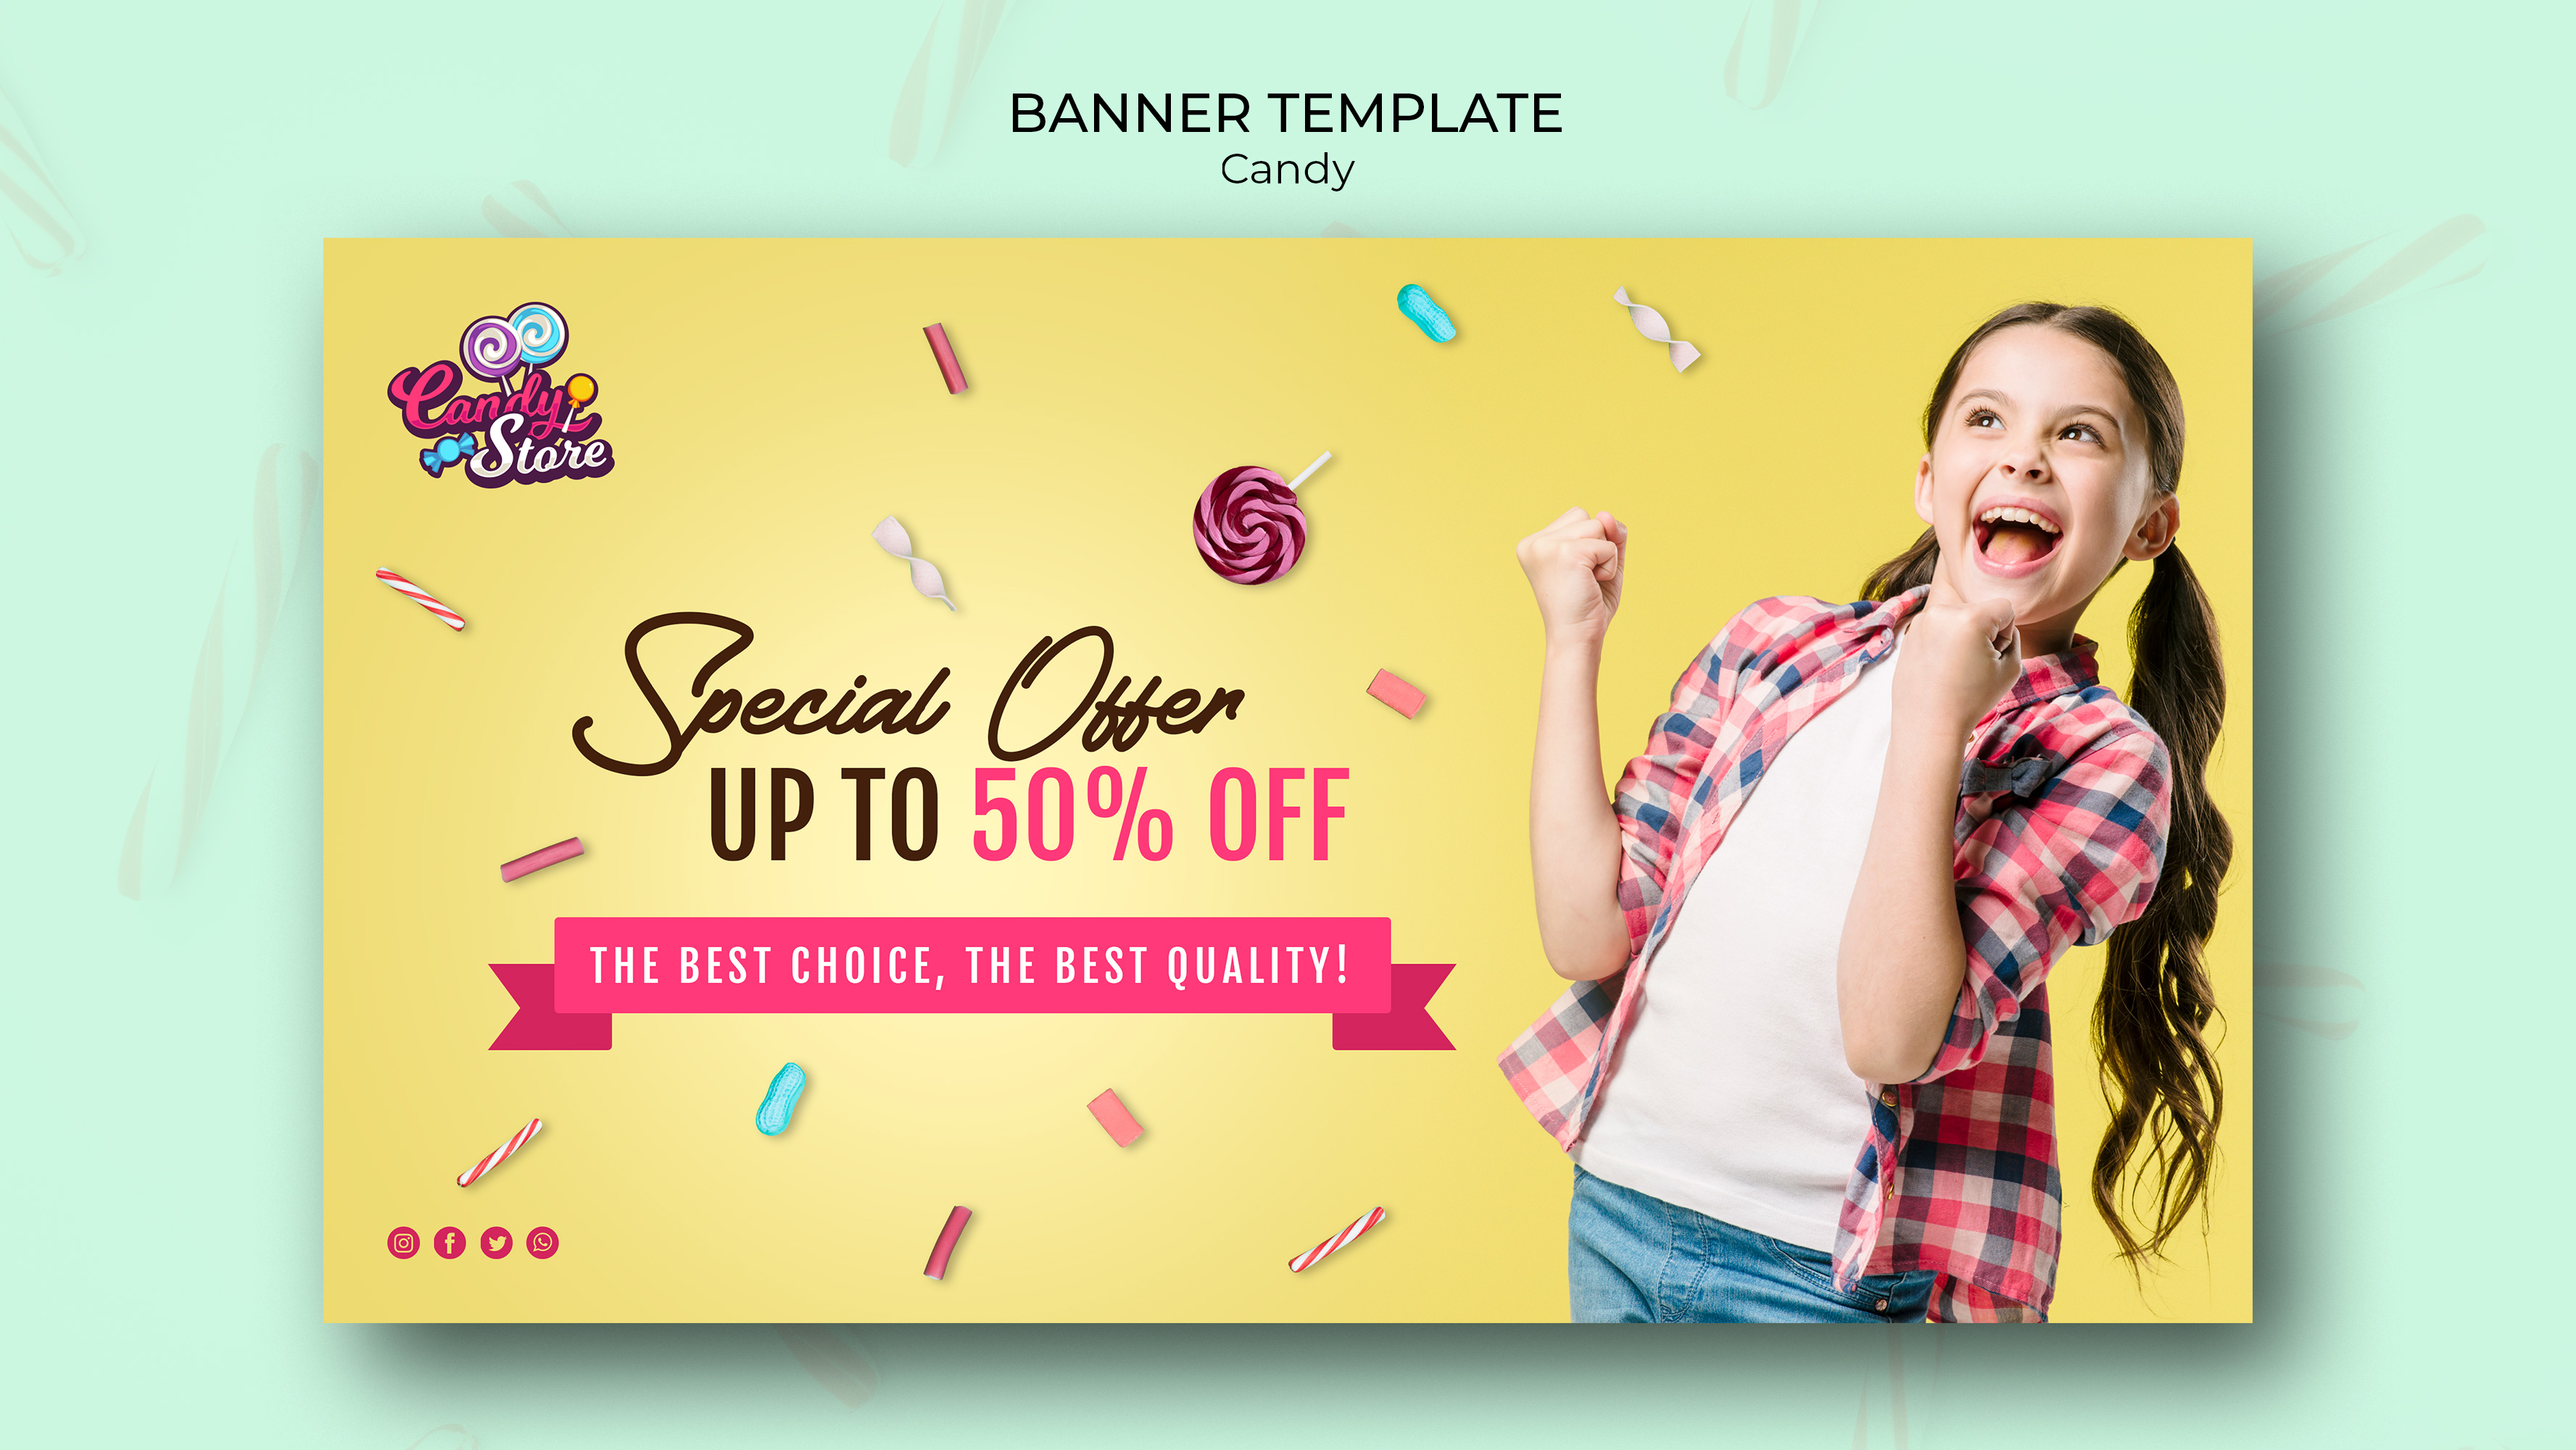 BANNER TEMPLATE
Candy
Candy
Store
Special Offer
UP TO 50% OFF
THE BEST CHOICE, THE BEST QUALITY!